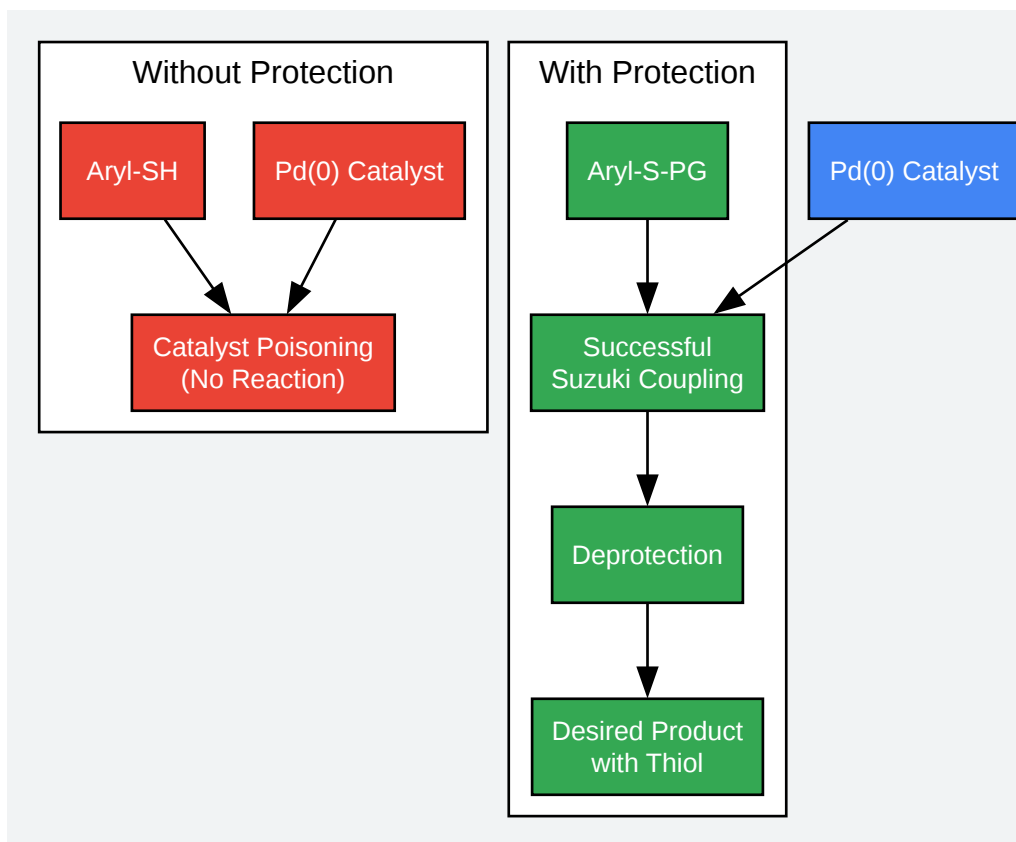 Without Protection
Aryl-SH
Pd(0) Catalyst
Catalyst Poisoning
(No Reaction)
With Protection
Aryl-S-PG
Pd(0) Catalyst
Successful
Suzuki Coupling
Deprotection
Desired Product
with Thiol